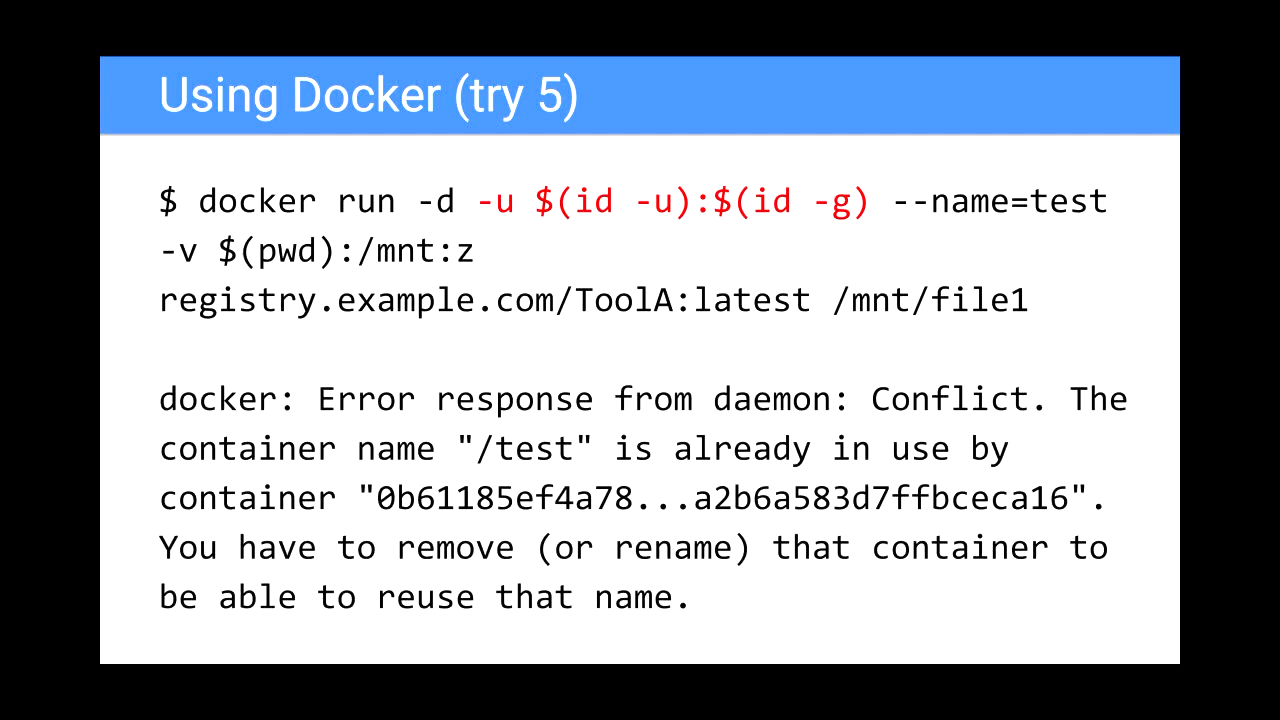 Using Docker (try 5)
$ docker run -d -u $(id -u):$(id -g) --name=test
-v $(pwd):/mnt:z
registry.example.com/ToolA:latest /mnt/file1
docker: Error response from daemon: Conflict. The
container name "/test" is already in use by
container "0b61185ef4a78...a2b6a583d7ffbceca16".
You have to remove (or rename) that container to
be able to reuse that name.